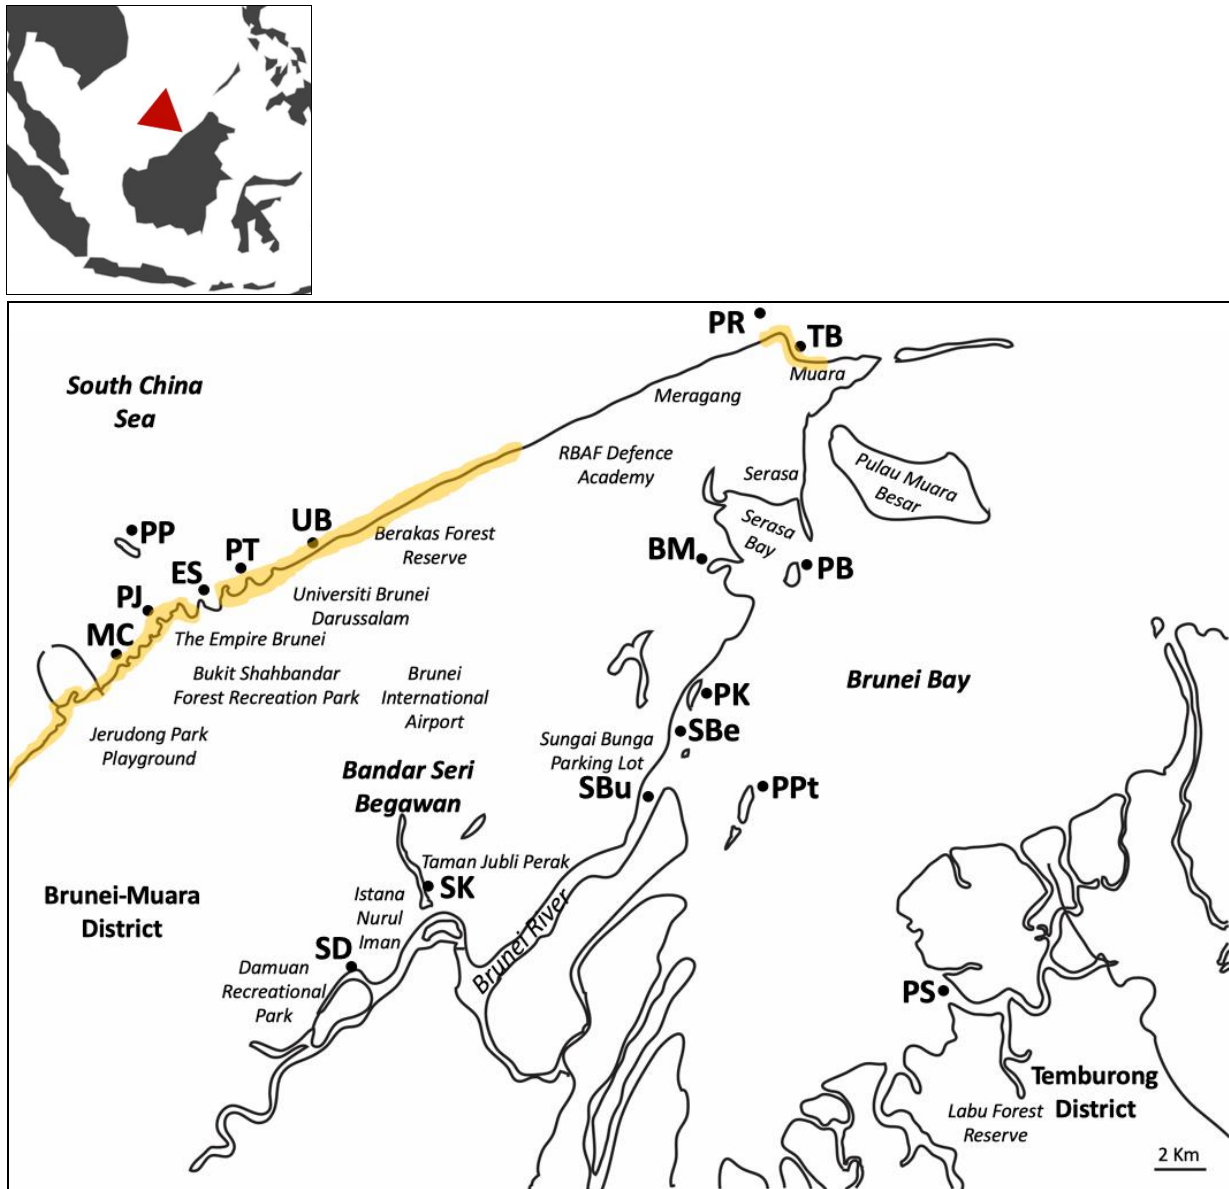 PR
TB
South China
Sea
Muara
Meragang
RBAF Defence
Academy
Serasa
Pulau Muara
Besar
UB
Serasa
Bay
PP
Berakas Forest
Reserve
PT
BM
PB
ES
PJ
Universiti Brunei
Darussalam
MC
The Empire Brunei
Bukit Shahbandar
Forest Recreation Park
Brunei
International
Airport
Brunei Bay
PK
Jerudong Park
Playground
Sungai Bunga
Parking Lot
SBe
Bandar Seri
Begawan
SBu
PPt
Taman Jubli Perak
SK
Brunei-Muara
District
Istana
Nurul
Iman
Brunei River
SD
Damuan
Recreational
Park
PS
Temburong
District
Labu Forest
Reserve
2 Km